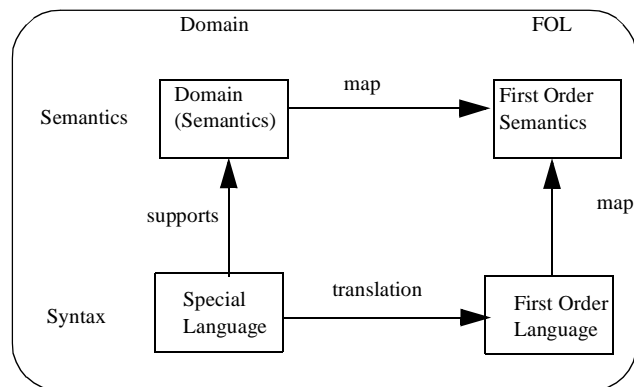 Domain
FOL
Semantics
Domain
(Semantics)
map
First Order
Semantics
supports
map
Syntax
Special
Language
translation
First Order
Language